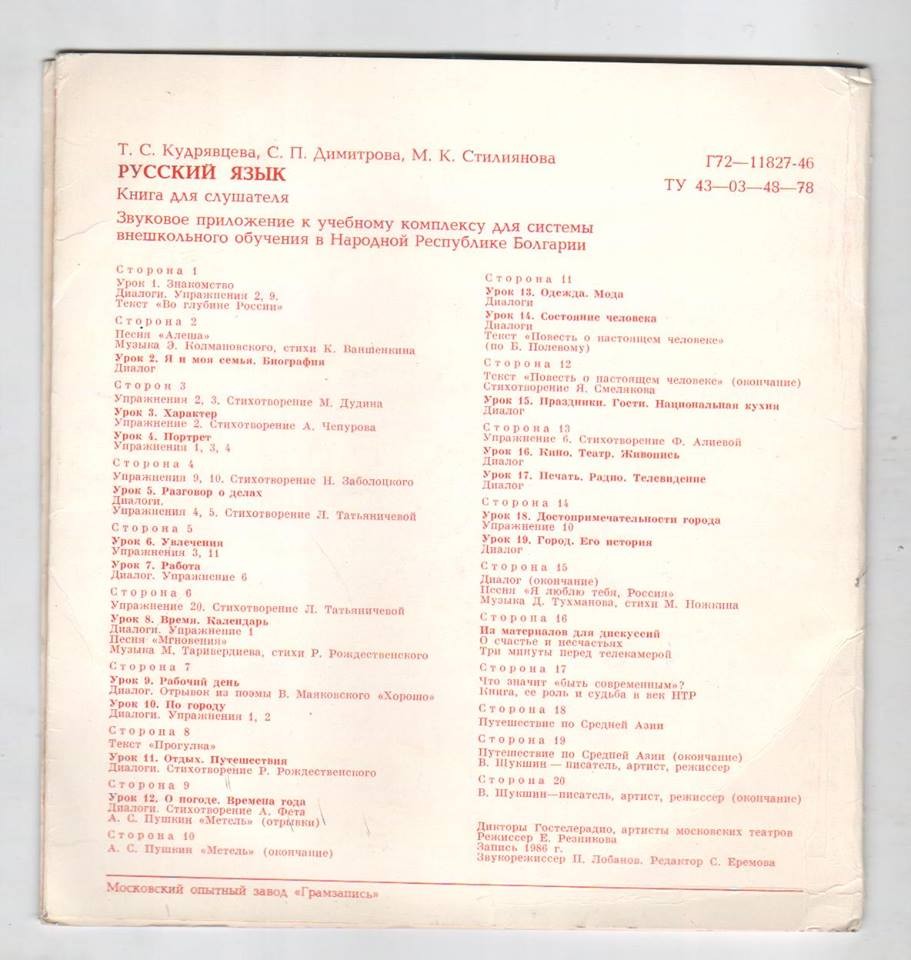 Т. С. Кудрявцева, С. П. Димитрова, М. К. Стилиянова
РУССКИЙ ЯЗЫК
Книга для слушателя
Звуковое приложение к учебному комплексу для системы
внешкольного обучения в Народной Республике Болгарии
Г72—11827-46
ТУ 43—03—48—78
Сторона 1
Урок 1. Знакомство
Диалоги. Упражнения 2, 9.
Текст «Во глубине России»
Сторона 2
Песня «Алеша»
Музыка Э. Колмановского, стихи К. Ваншенкина
Урок 2. Я и моя семья. Биография
Диалог
Сторон 3
Упражнения 2, 3. Стихотворение М. Дудина
Урок 3. Характер
Упражнение 2. Стихотворение А. Чепурова
Урок 4. Портрет
Упражнения 1, 3, 4
Сторона 4
Упражнения 9, 10. Стихотворение Н. Заболоцкого
Урок 5. Разговор о делах
Диалоги.
Упражнения 4, 5. Стихотворение Л. Татьяничевой
Сторона 5
Урок 6. Увлечения
Упражнения 3, 11
Урок 7. Работа
Диалог. Упражнение 6
Сторона 6
Упражнение 20. Стихотворение Л. Татьяничевой
Урок 8. Время. Календарь
Диалоги. Упражнение 1
Песня «Мгновения»
Музыка М. Таривердиева, стихи Р. Рождественского
Сторона 7
Урок 9. Рабочий день
Диалог. Отрывок из поэмы В. Маяковского «Хорошо»
Урок 10. По городу
Диалоги. Упражнения 1, 2
Сторона 8
Текст «Прогулка»
Урок 11. Отдых. Путешествия
Диалоги. Стихотворение Р. Рождественского
Сторона 9
Урок 12. О погоде. Времена года
Диалоги. Стихотворение А. Фета
А. С. Пушкин «Метель» (отрывки)
Сторона 10
А. С. Пушкин «Метель» (окончание)
Сторона 11
Урок 13. Одежда. Мода
Диалоги
Урок 14. Состояние человека
Диалоги
Текст «Повесть о настоящем человеке»
(по Б. Полевому)
Сторона 12
Текст «Повесть о настоящем человеке» (окончание)
Стихотворение Я. Смелякова
Урок 15. Праздники. Гости. Национальная кухня
Диалог
Сторона 13
Упражнение 6. Стихотворение Ф. Алиевой
Урок 16. Кино. Театр. Живопись
Диалог
Урок 17. Печать. Радио. Телевидение
Диалог
Сторона 14
Урок 18. Достопримечательности города
Упражнение 10
Урок 19. Город. Его история
Диалог
Сторона 15
Диалог (окончание)
Песня «Я люблю тебя, Россия»
Музыка Д. Тухманова, стихи М. Ножкина
Сторона 16
Из материалов для дискуссий
О счастье и несчастьях
Три минуты перед телекамерой
Сторона 17
Что значит «быть современным»?
Книга, ее роль и судьба в век НТР
Сторона 18
Путешествие по Средней Азии
Сторона 19
Путешествие по Средней Азии (окончание)
В. Шукшин — писатель, артист, режиссер
Сторона 20
В. Шукшин—писатель, артист, режиссер (окончание)
Дикторы Гостелерадио, артисты московских театров
Режиссер Е. Резникова
Запись 1986 г.
Звукорежиссер П. Лобанов. Редактор С. Еремова
Московский опытный завод «Грамзапись»